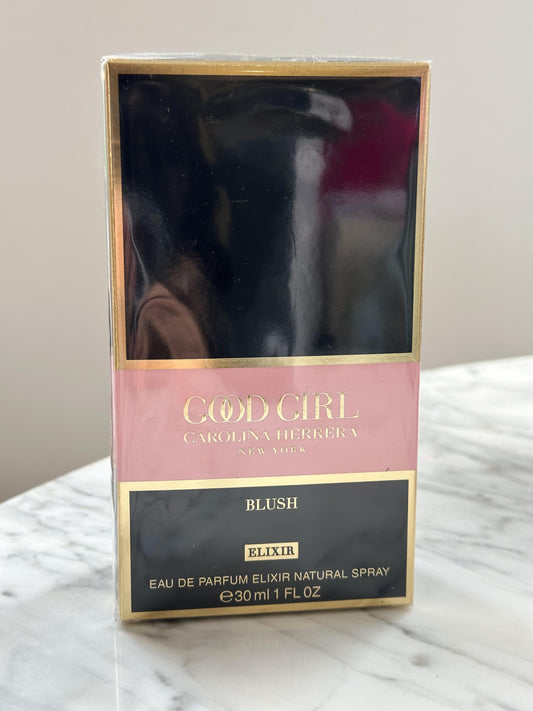 GOOD GIRL
CAROLINA HERRERA
NEW YORK
BLUSH
ELIXIR
EAU DE PARFUM ELIXIR NATURAL SPRAY
℮30 ml 1 FL OZ